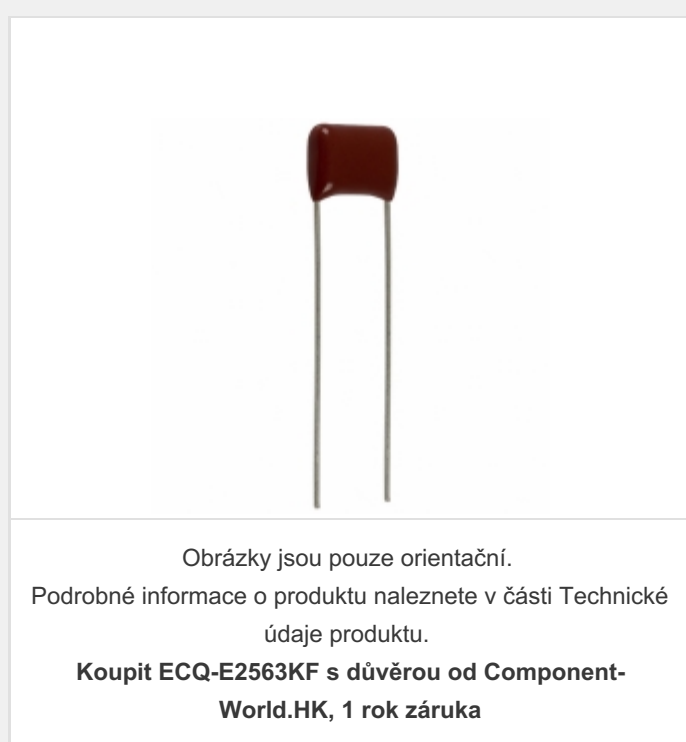 Obrázky jsou pouze orientační.
Podrobné informace o produktu naleznete v části Technické
údaje produktu.
Koupit ECQ-E2563KF s důvěrou od Component-
World.HK, 1 rok záruka